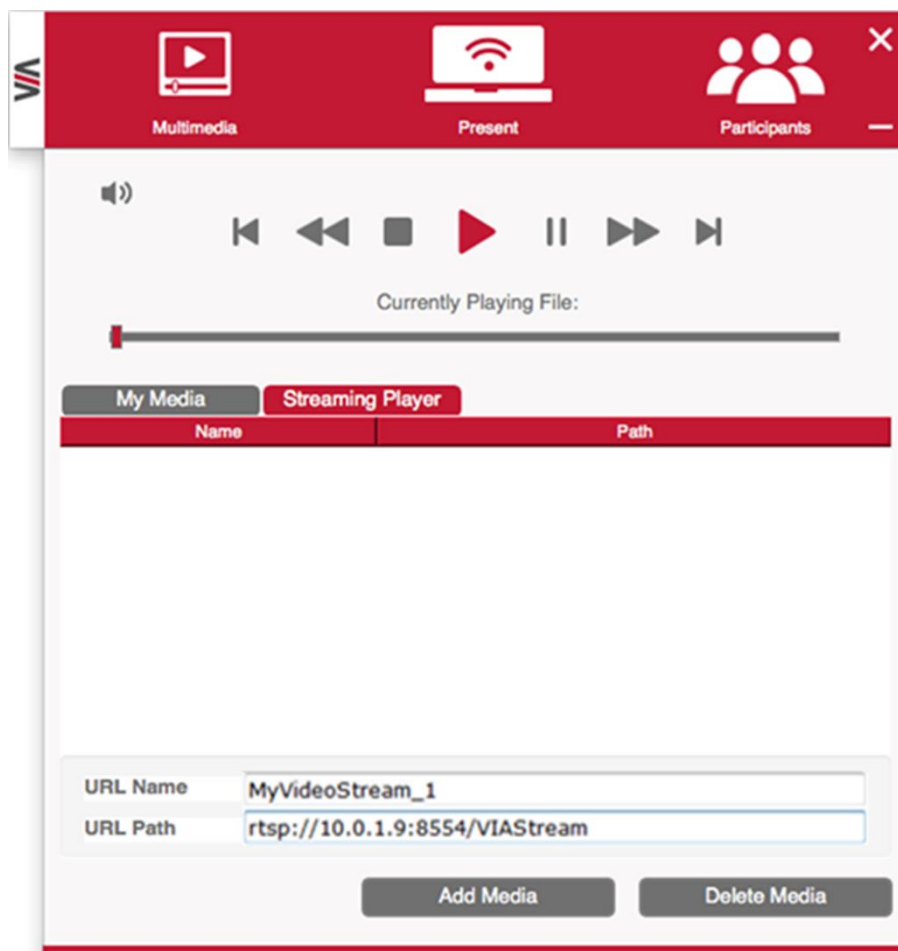 VIA
Multimedia Present Participants
Currently Playing File:
My Media Streaming Player
Name Path
URL Name MyVideoStream_1
URL Path rtsp://10.0.1.9:8554/VIAStream
Add Media Delete Media